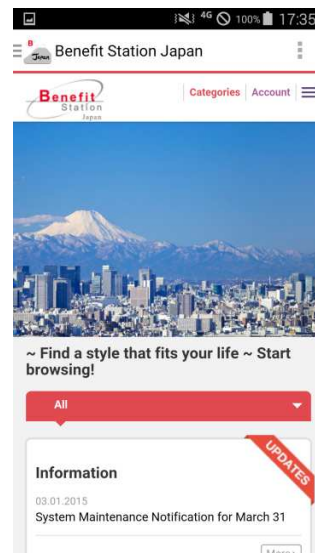 4G 100% 17:35
B
Japan
Benefit Station Japan
Benefit
Station
Japan
Categories Account
~ Find a style that fits your life ~ Start
browsing!
All
UPDATES
Information
03.01.2015
System Maintenance Notification for March 31
More